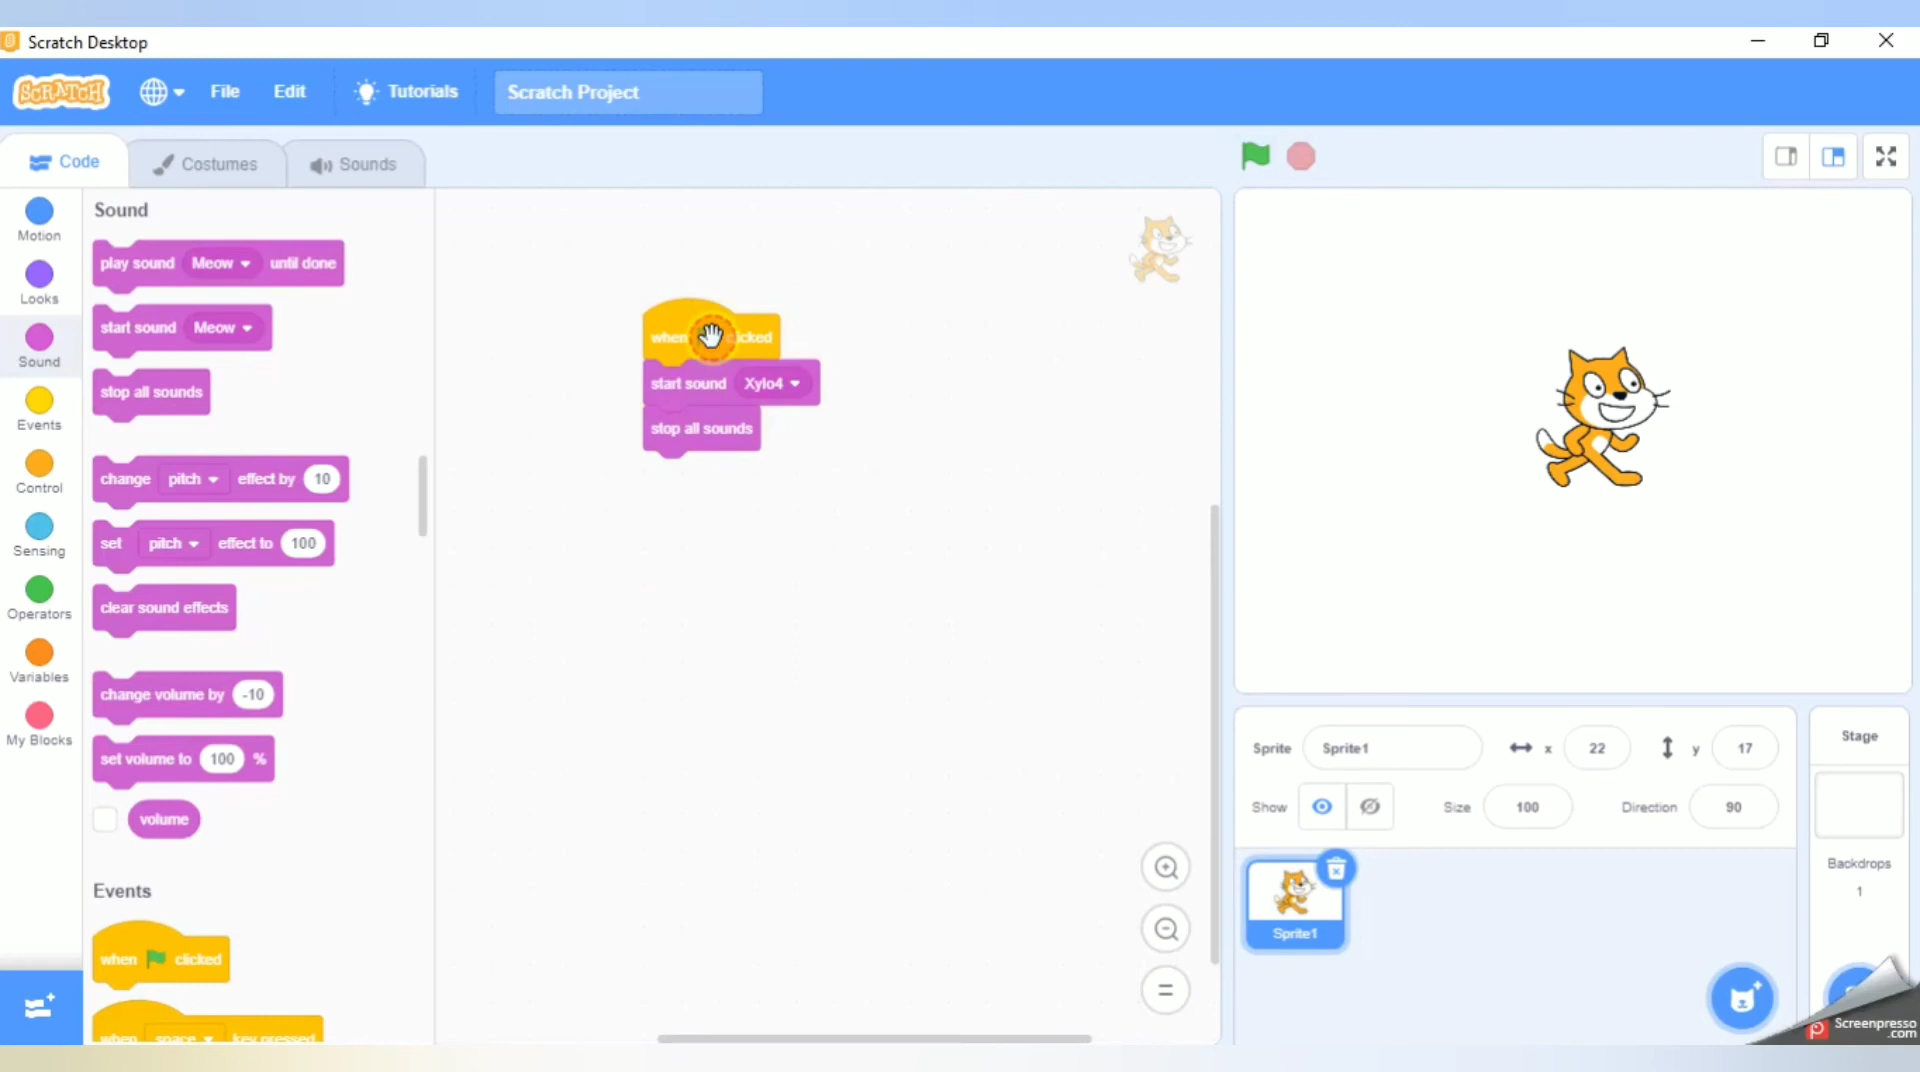 Scratch Desktop
SCRATCH File Edit Tutorials Scratch Project
Code Costumes Sounds
Motion
Looks
Sound
Events
Control
Sensing
Operators
Variables
My Blocks
Sound
play sound Meow until done
start sound Meow
stop all sounds
change pitch effect by 10
set pitch effect to 100
clear sound effects
change volume by -10
set volume to 100 %
volume
Events
when clicked
when space key pressed
when
start sound Xylo4
stop all sounds
Sprite Sprite1 x 22 y 17
Show Size 100 Direction 90
Sprite1
Stage
Backdrops
1
Screenpresso
.com